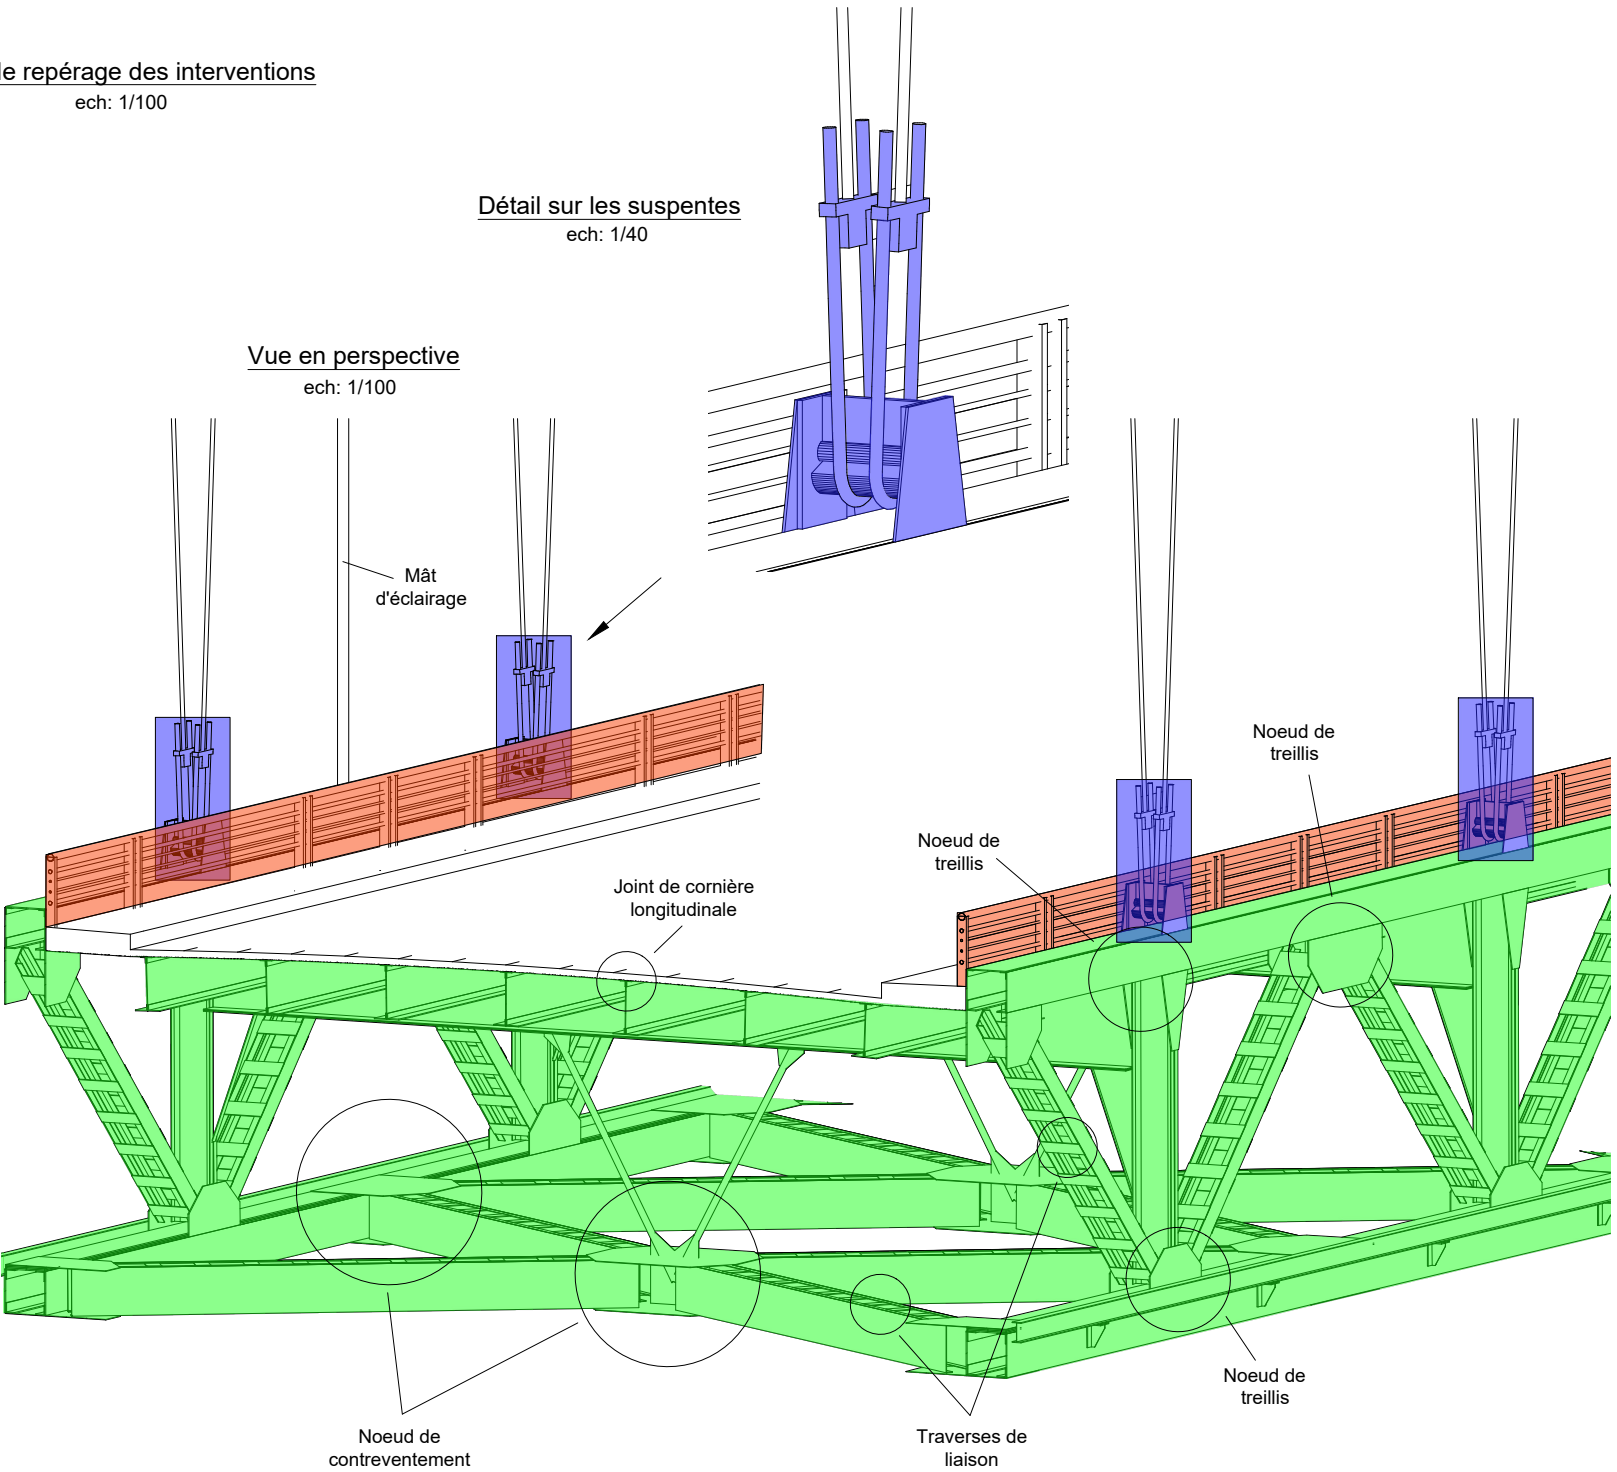 le repérage des interventions
ech: 1/100
Détail sur les suspentes
ech: 1/40
Vue en perspective
ech: 1/100
Mât
d'éclairage
Noeud de
treillis
Noeud de
treillis
Joint de cornière
longitudinale
Noeud de
treillis
Noeud de
contreventement
Traverses de
liaison